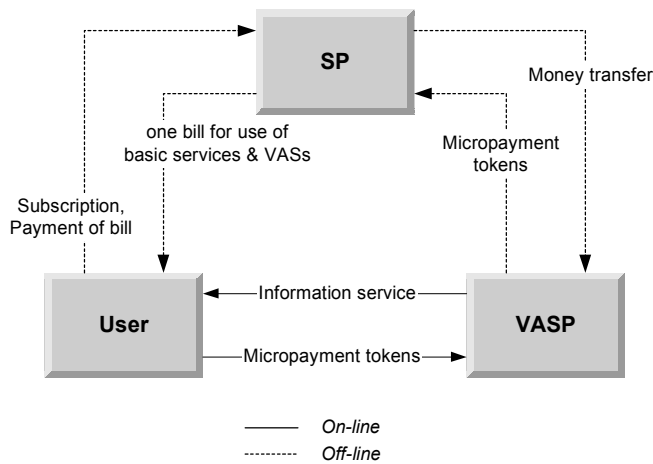 SP
Money transfer
one bill for use of
basic services & VASs
Micropayment
tokens
Subscription,
Payment of bill
User
Information service
VASP
Micropayment tokens
On-line
Off-line